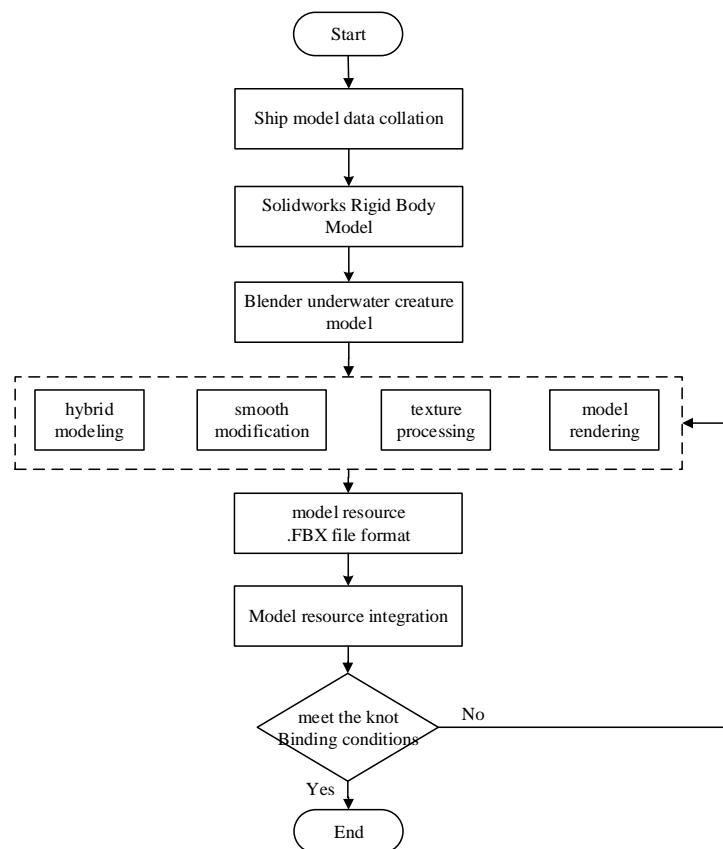 Start
Ship model data collation
Solidworks Rigid Body
Model
Blender underwater creature
model
hybrid
modeling
smooth
modification
texture
processing
model
rendering
model resource
.FBX file format
Model resource integration
meet the knot
Binding conditions
No
Yes
End